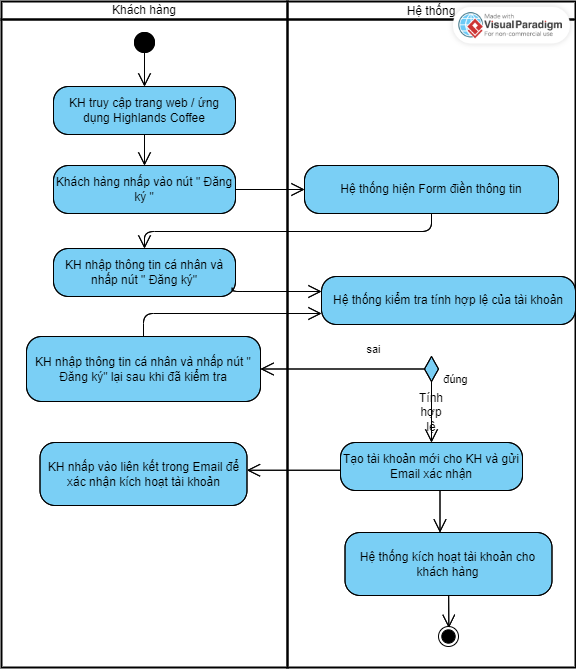 Khách hàng
Hệ thống
Made with
Visual Paradigm
For non-commercial use
KH truy cập trang web / ứng
dụng Highlands Coffee
Khách hàng nhấp vào nút " Đăng
ký "
Hệ thống hiện Form điền thông tin
KH nhập thông tin cá nhân và
nhấp nút " Đăng ký"
Hệ thống kiểm tra tính hợp lệ của tài khoản
KH nhập thông tin cá nhân và nhấp nút "
Đăng ký" lại sau khi đã kiểm tra
sai
đúng
Tính
hợp
lệ
Tạo tài khoản mới cho KH và gửi
Email xác nhận
KH nhấp vào liên kết trong Email để
xác nhận kích hoạt tài khoản
Hệ thống kích hoạt tài khoản cho
khách hàng